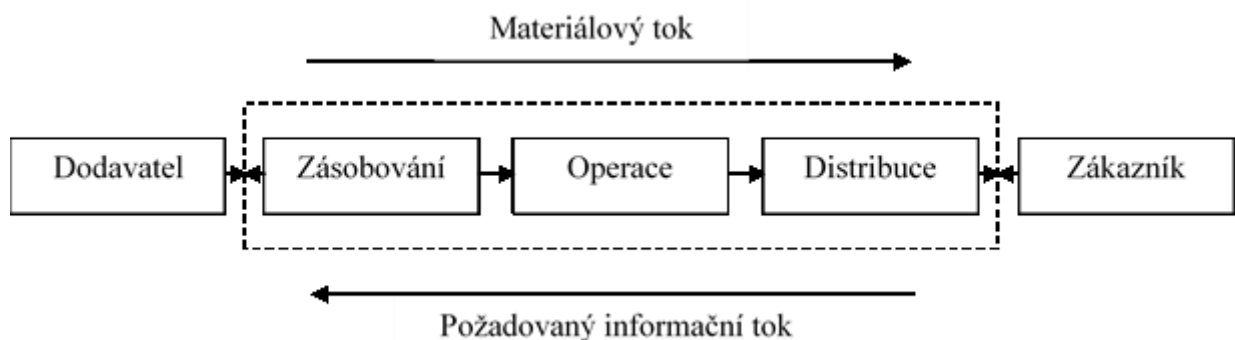 Materiálový tok
Dodavatel
Zásobování
Operace
Distribuce
Zákazník
Požadovaný informační tok